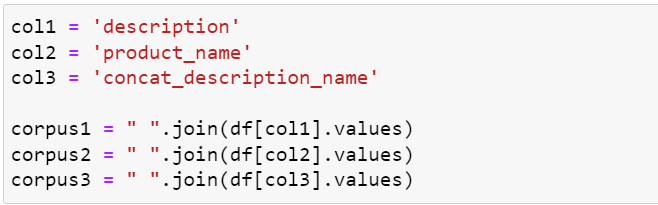 col1 = 'description'
col2 = 'product_name'
col3 = 'concat_description_name'
corpus1 = " ".join(df[col1].values)
corpus2 = " ".join(df[col2].values)
corpus3 = " ".join(df[col3].values)